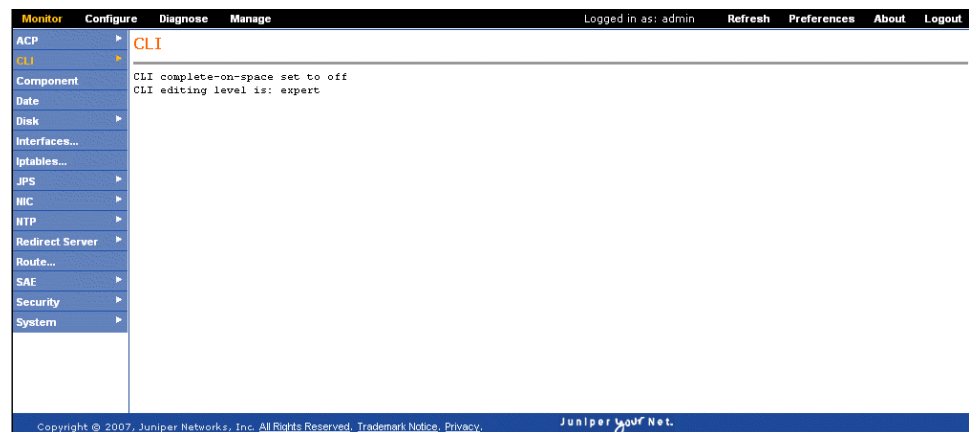 Monitor Configure Diagnose Manage Logged in as: admin Refresh Preferences About Logout
ACP
CLI
Component
Date
Disk
Interfaces...
Iptables...
JPS
NIC
NTP
Redirect Server
Route...
SAE
Security
System
CLI
CLI complete-on-space set to off
CLI editing level is: expert
Copyright © 2007, Juniper Networks, Inc. All Rights Reserved. Trademark Notice. Privacy.
Juniper your Net.